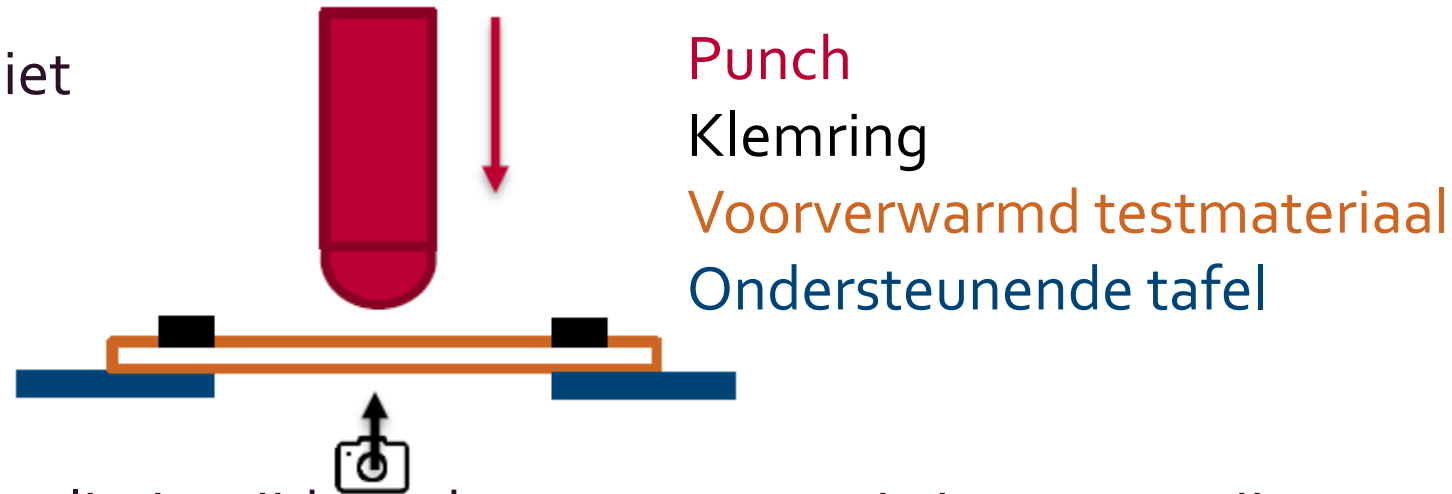 iet
Punch
Klemring
Voorverwarmd testmateriaal
Ondersteunende tafel